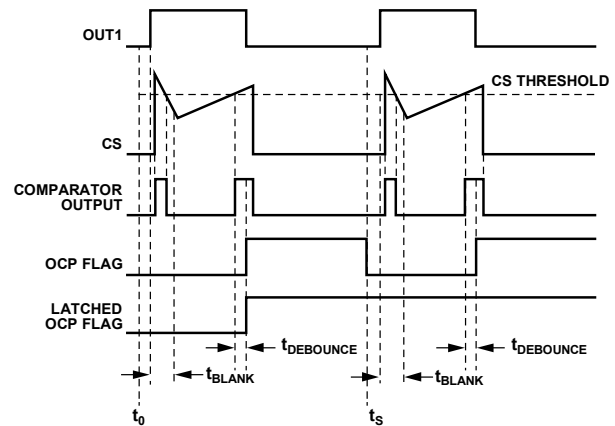 OUT1
CS THRESHOLD
CS
COMPARATOR
OUTPUT
OCP FLAG
LATCHED
OCP FLAG
tDEBOUNCE
tDEBOUNCE
tBLANK
tBLANK
t0
tS